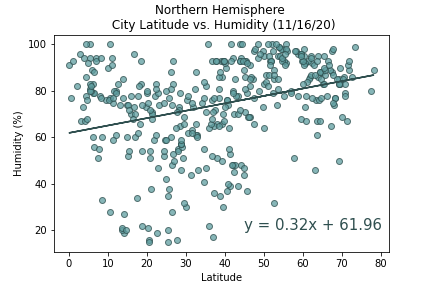 Northern Hemisphere
City Latitude vs. Humidity (11/16/20)
100
80
60
40
20
Humidity (%)
y = 0.32x + 61.96
0 10 20 30 40 50 60 70 80
Latitude